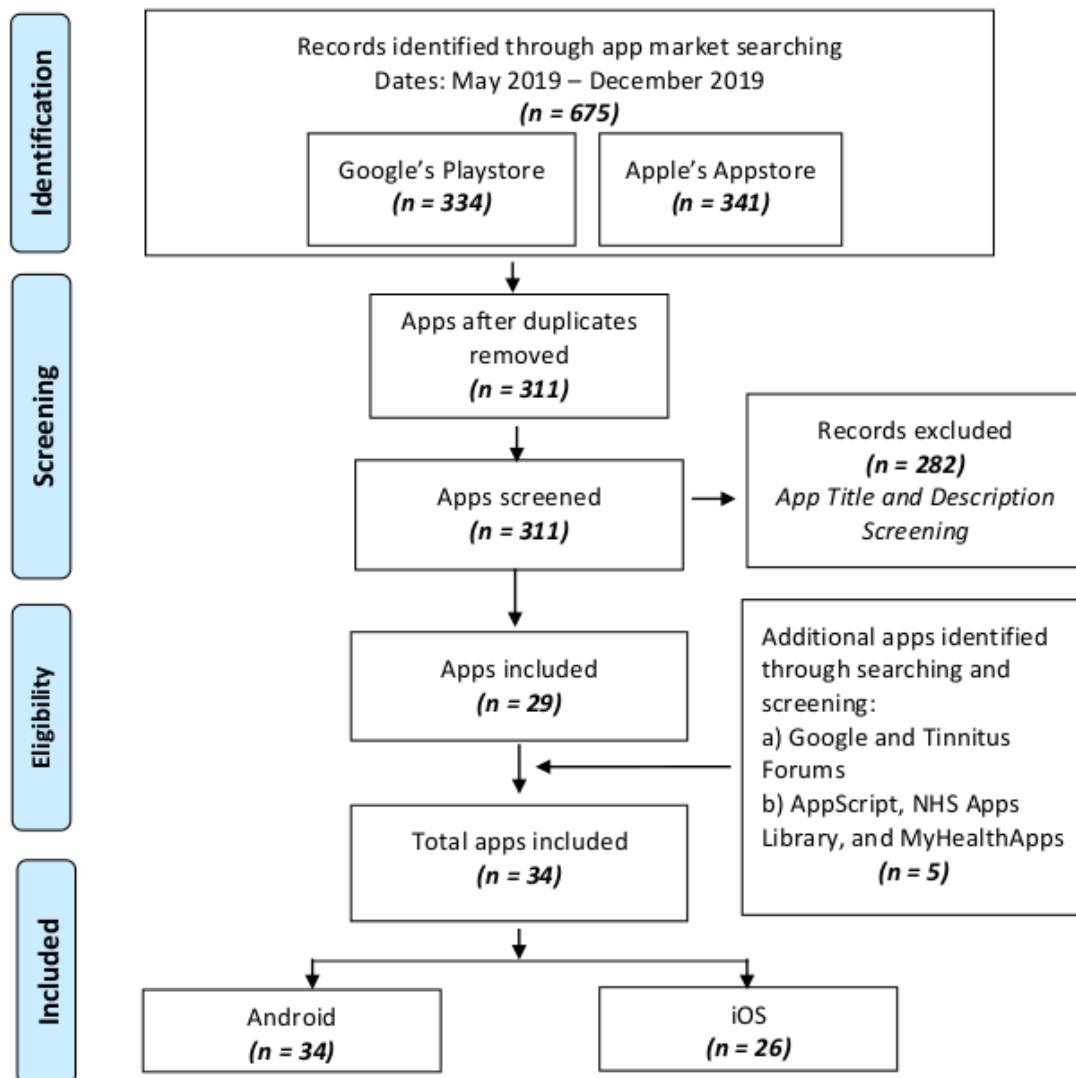 Identification
Records identified through app market searching
Dates: May 2019 – December 2019
(n = 675)
Google's Playstore
(n = 334)
Apple's Appstore
(n = 341)
Screening
Apps after duplicates
removed
(n = 311)
Apps screened
(n = 311)
Records excluded
(n = 282)
App Title and Description
Screening
Eligibility
Apps included
(n = 29)
Additional apps identified
through searching and
screening:
a) Google and Tinnitus
Forums
b) AppScript, NHS Apps
Library, and MyHealthApps
(n = 5)
Total apps included
(n = 34)
Included
Android
(n = 34)
iOS
(n = 26)